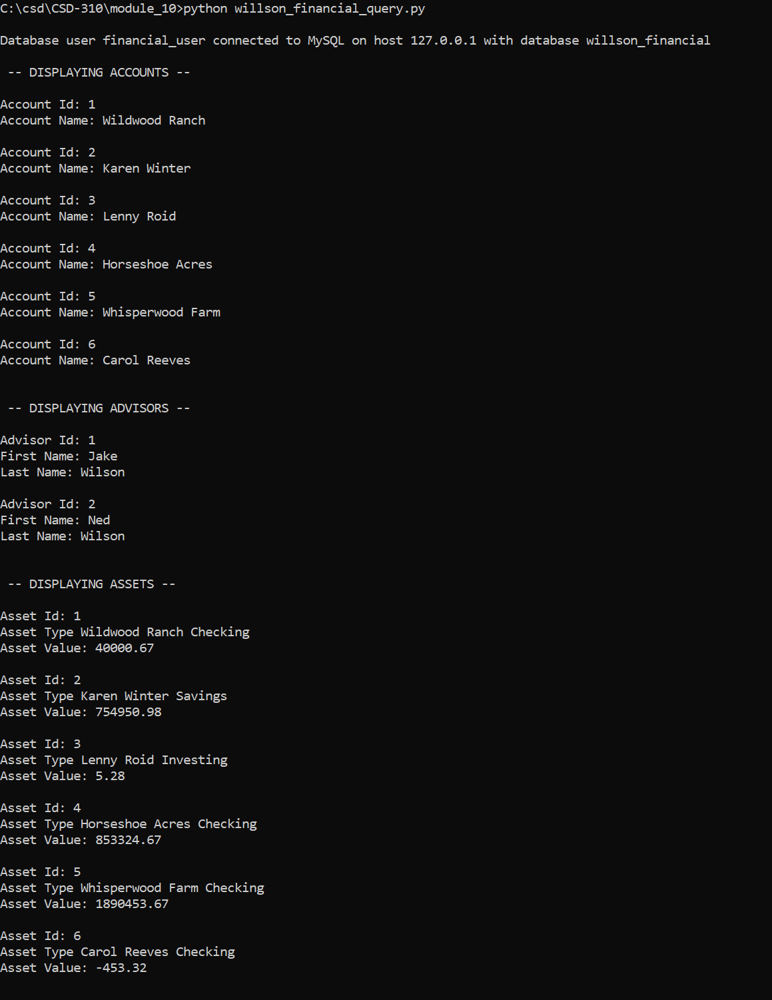 C:\csd\CSD-310\module_10>python willson_financial_query.py
Database user financial_user connected to MySQL on host 127.0.0.1 with database willson_financial
-- DISPLAYING ACCOUNTS --
Account Id: 1
Account Name: Wildwood Ranch
Account Id: 2
Account Name: Karen Winter
Account Id: 3
Account Name: Lenny Roid
Account Id: 4
Account Name: Horseshoe Acres
Account Id: 5
Account Name: Whisperwood Farm
Account Id: 6
Account Name: Carol Reeves
-- DISPLAYING ADVISORS --
Advisor Id: 1
First Name: Jake
Last Name: Wilson
Advisor Id: 2
First Name: Ned
Last Name: Wilson
-- DISPLAYING ASSETS --
Asset Id: 1
Asset Type Wildwood Ranch Checking
Asset Value: 40000.67
Asset Id: 2
Asset Type Karen Winter Savings
Asset Value: 754950.98
Asset Id: 3
Asset Type Lenny Roid Investing
Asset Value: 5.28
Asset Id: 4
Asset Type Horseshoe Acres Checking
Asset Value: 853324.67
Asset Id: 5
Asset Type Whisperwood Farm Checking
Asset Value: 1890453.67
Asset Id: 6
Asset Type Carol Reeves Checking
Asset Value: -453.32